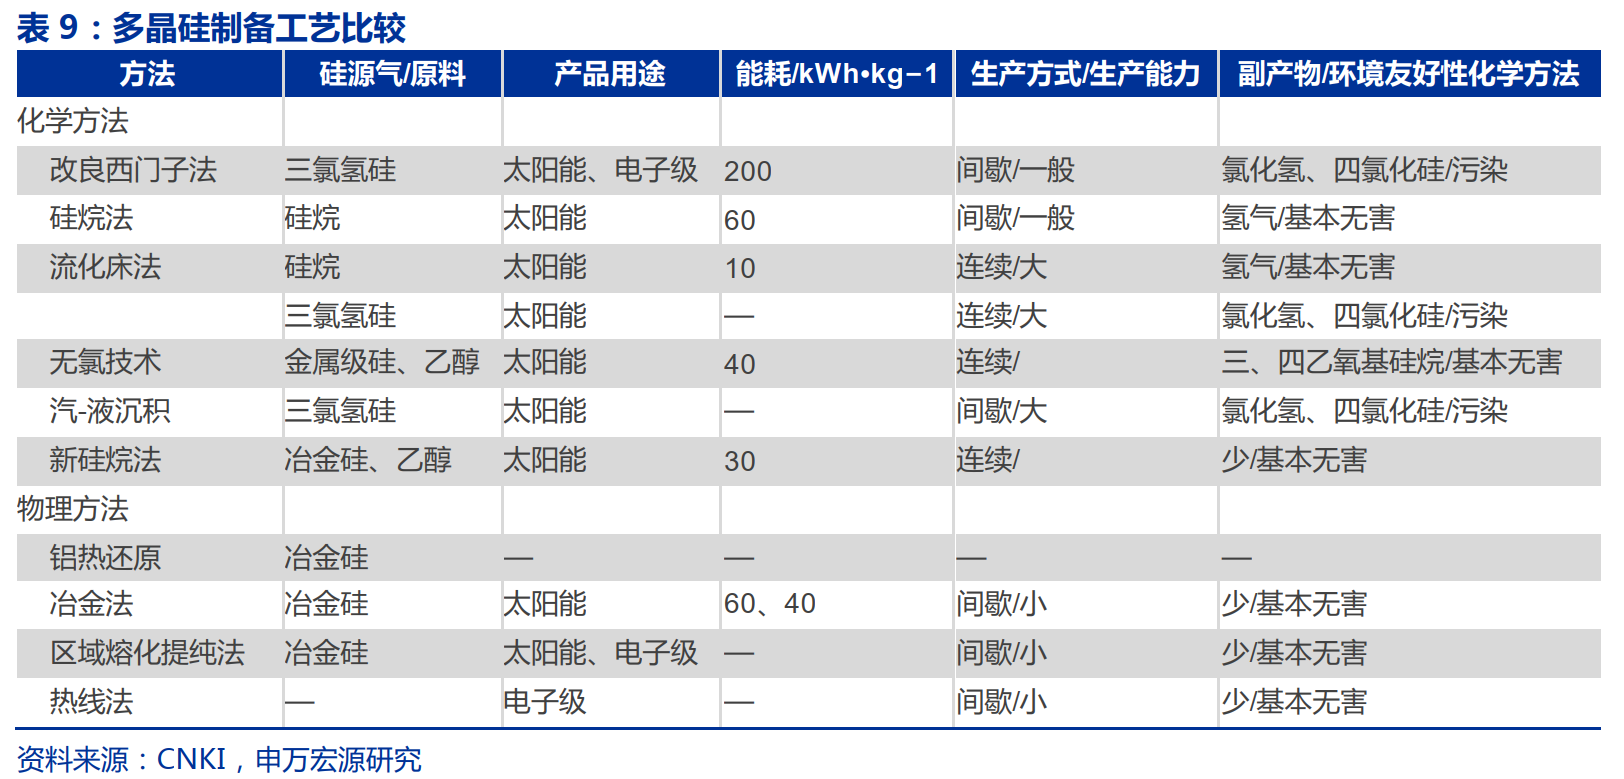 表 9：多晶硅制备工艺比较
方法 硅源气/原料 产品用途 能耗/kWh•kg−1 生产方式/生产能力 副产物/环境友好性化学方法
化学方法
改良西门子法 三氯氢硅 太阳能、电子级 200 间歇/一般 氯化氢、四氯化硅/污染
硅烷法 硅烷 太阳能 60 间歇/一般 氢气/基本无害
流化床法 硅烷 太阳能 10 连续/大 氢气/基本无害
三氯氢硅 太阳能 — 连续/大 氯化氢、四氯化硅/污染
无氯技术 金属级硅、乙醇 太阳能 40 连续/ 三、四乙氧基硅烷/基本无害
汽-液沉积 三氯氢硅 太阳能 — 间歇/大 氯化氢、四氯化硅/污染
新硅烷法 冶金硅、乙醇 太阳能 30 连续/ 少/基本无害
物理方法
铝热还原 冶金硅 — — — —
冶金法 冶金硅 太阳能 60、40 间歇/小 少/基本无害
区域熔化提纯法 冶金硅 太阳能、电子级 — 间歇/小 少/基本无害
热线法 — 电子级 — 间歇/小 少/基本无害
资料来源：CNKI，申万宏源研究